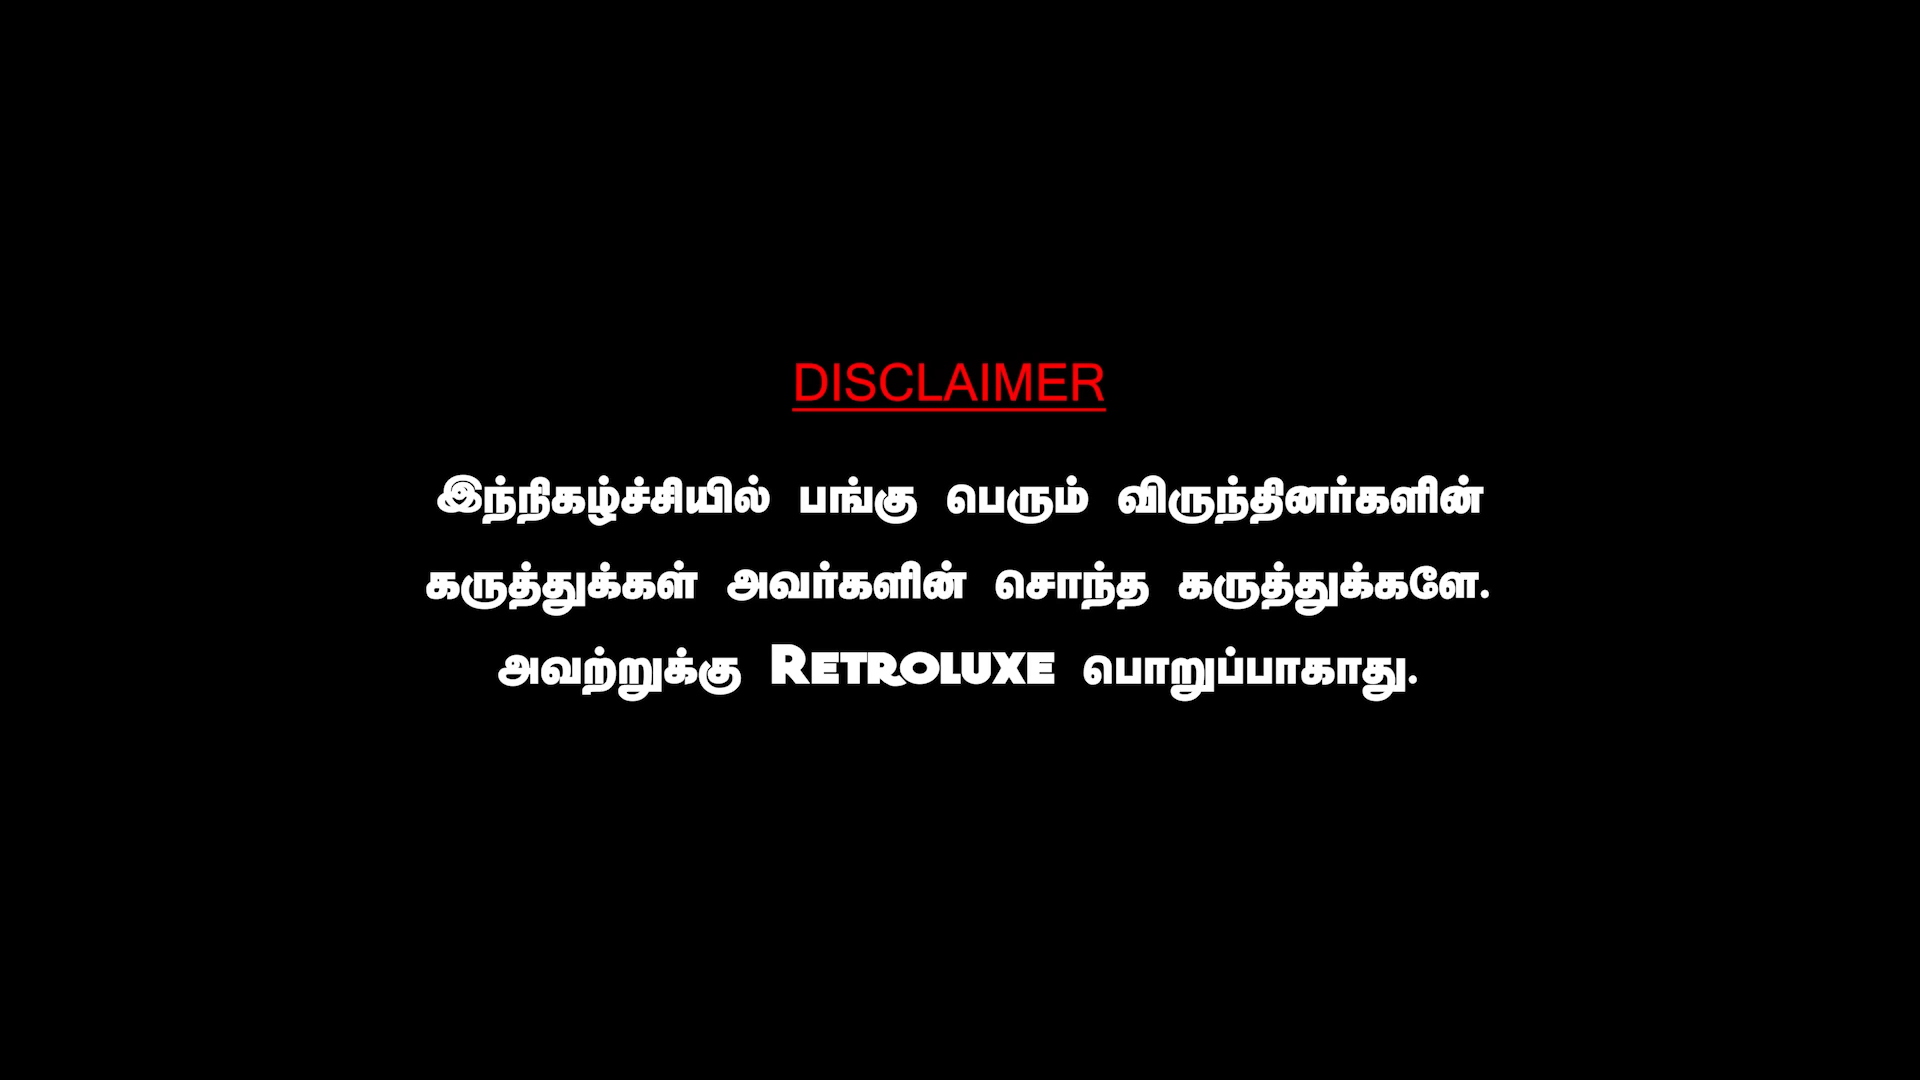 DISCLAIMER
இந்நிகழ்ச்சியில் பங்கு பெரும் விருந்தினர்களின்
கருத்துக்கள் அவர்களின் சொந்த கருத்துக்களே.
அவற்றுக்கு RETROLUXE பொறுப்பாகாது.